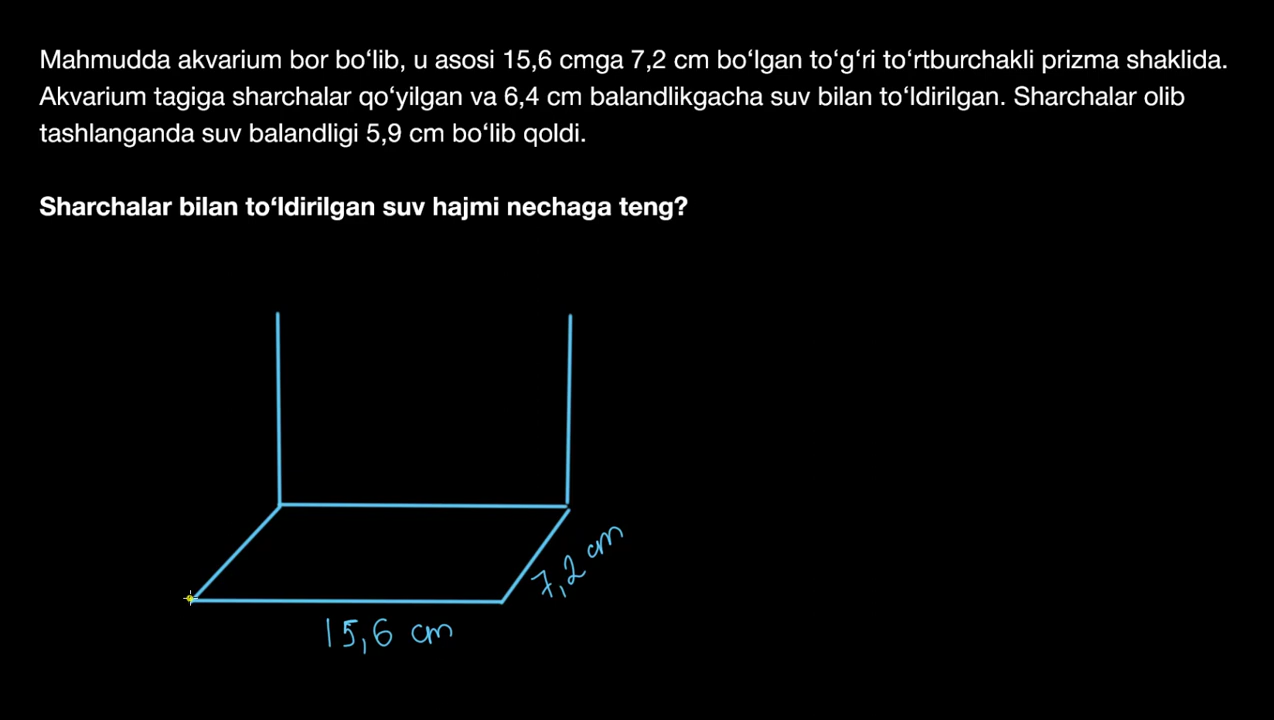 Mahmudda akvarium bor bo‘lib, u asosi 15,6 cmga 7,2 cm bo‘lgan to‘g‘ri to‘rtburchakli prizma shaklida.
Akvarium tagiga sharchalar qo‘yilgan va 6,4 cm balandlikgacha suv bilan to‘ldirilgan. Sharchalar olib
tashlanganda suv balandligi 5,9 cm bo‘lib qoldi.
Sharchalar bilan to‘ldirilgan suv hajmi nechaga teng?
7,2 cm
15,6 cm